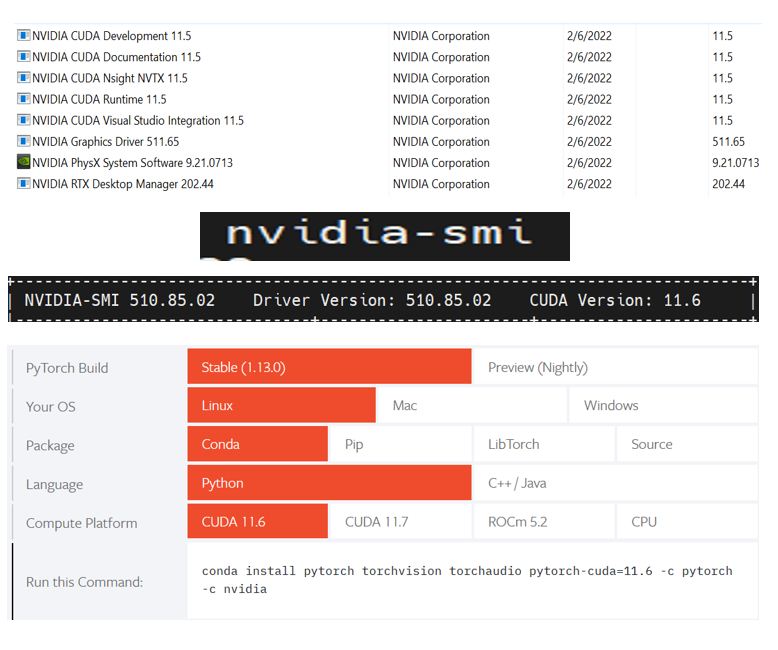 NVIDIA CUDA Development 11.5 NVIDIA Corporation 2/6/2022 11.5
NVIDIA CUDA Documentation 11.5 NVIDIA Corporation 2/6/2022 11.5
NVIDIA CUDA Nsight NVTX 11.5 NVIDIA Corporation 2/6/2022 11.5
NVIDIA CUDA Runtime 11.5 NVIDIA Corporation 2/6/2022 11.5
NVIDIA CUDA Visual Studio Integration 11.5 NVIDIA Corporation 2/6/2022 11.5
NVIDIA Graphics Driver 511.65 NVIDIA Corporation 2/6/2022 511.65
NVIDIA PhysX System Software 9.21.0713 NVIDIA Corporation 2/6/2022 9.21.0713
NVIDIA RTX Desktop Manager 202.44 NVIDIA Corporation 2/6/2022 202.44
nvidia-smi
NVIDIA-SMI 510.85.02 Driver Version: 510.85.02 CUDA Version: 11.6
PyTorch Build Stable (1.13.0) Preview (Nightly)
Your OS Linux Mac Windows
Package Conda Pip LibTorch Source
Language Python C++ / Java
Compute Platform CUDA 11.6 CUDA 11.7 ROCm 5.2 CPU
Run this Command: conda install pytorch torchvision torchaudio pytorch-cuda=11.6 -c pytorch
-c nvidia